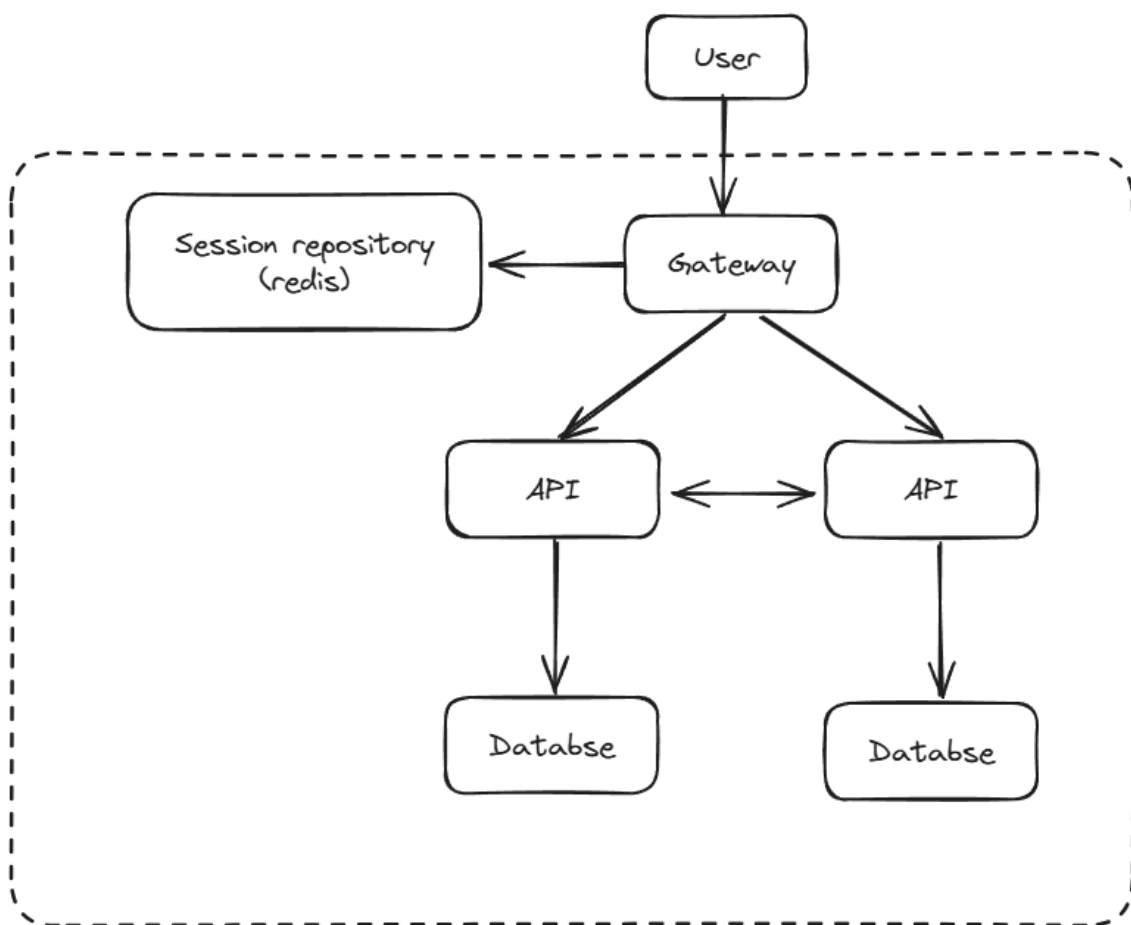 User
Session repository
(redis)
Gateway
API
API
Databse
Databse